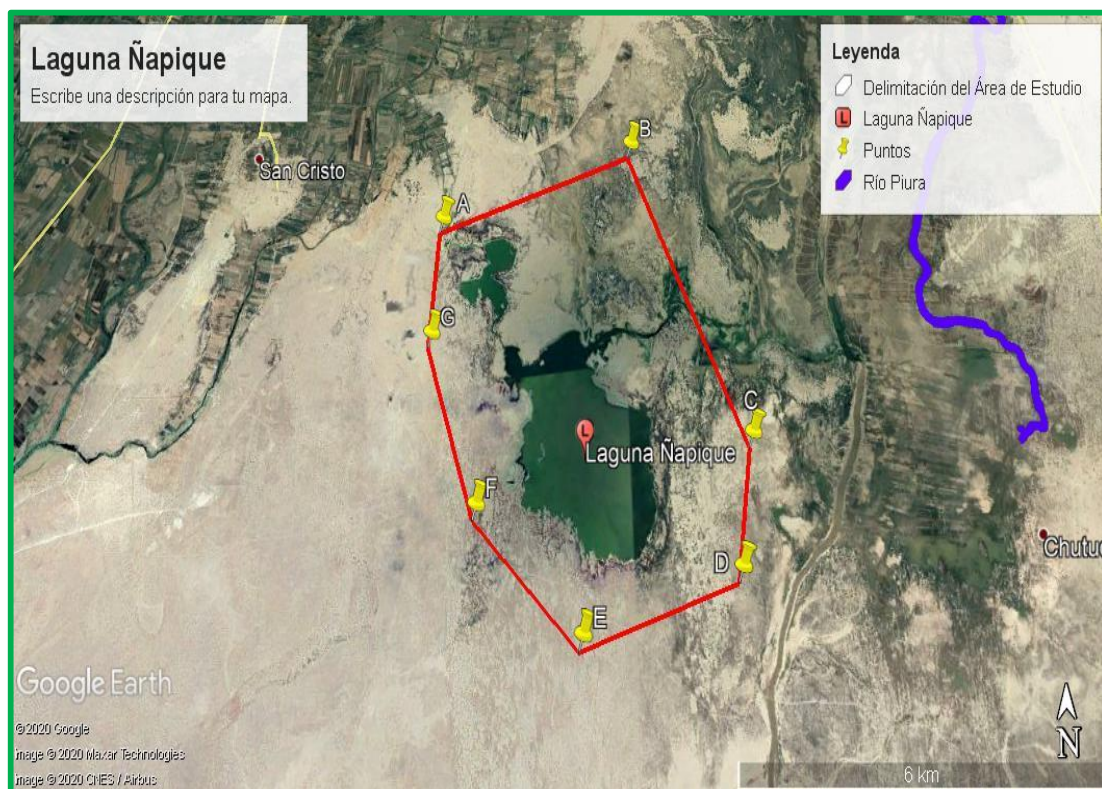 Laguna Ñapique
Escribe una descripción para tu mapa.
Leyenda
Delimitación del Área de Estudio
L Laguna Ñapique
Puntos
Río Piura
B
San Cristo
A
G
C
L
Laguna Ñapique
F
Chutuq
D
E
Google Earth
© 2020 Google
Image © 2020 Maxar Technologies
Image © 2020 CNES / Airbus
N
6 km